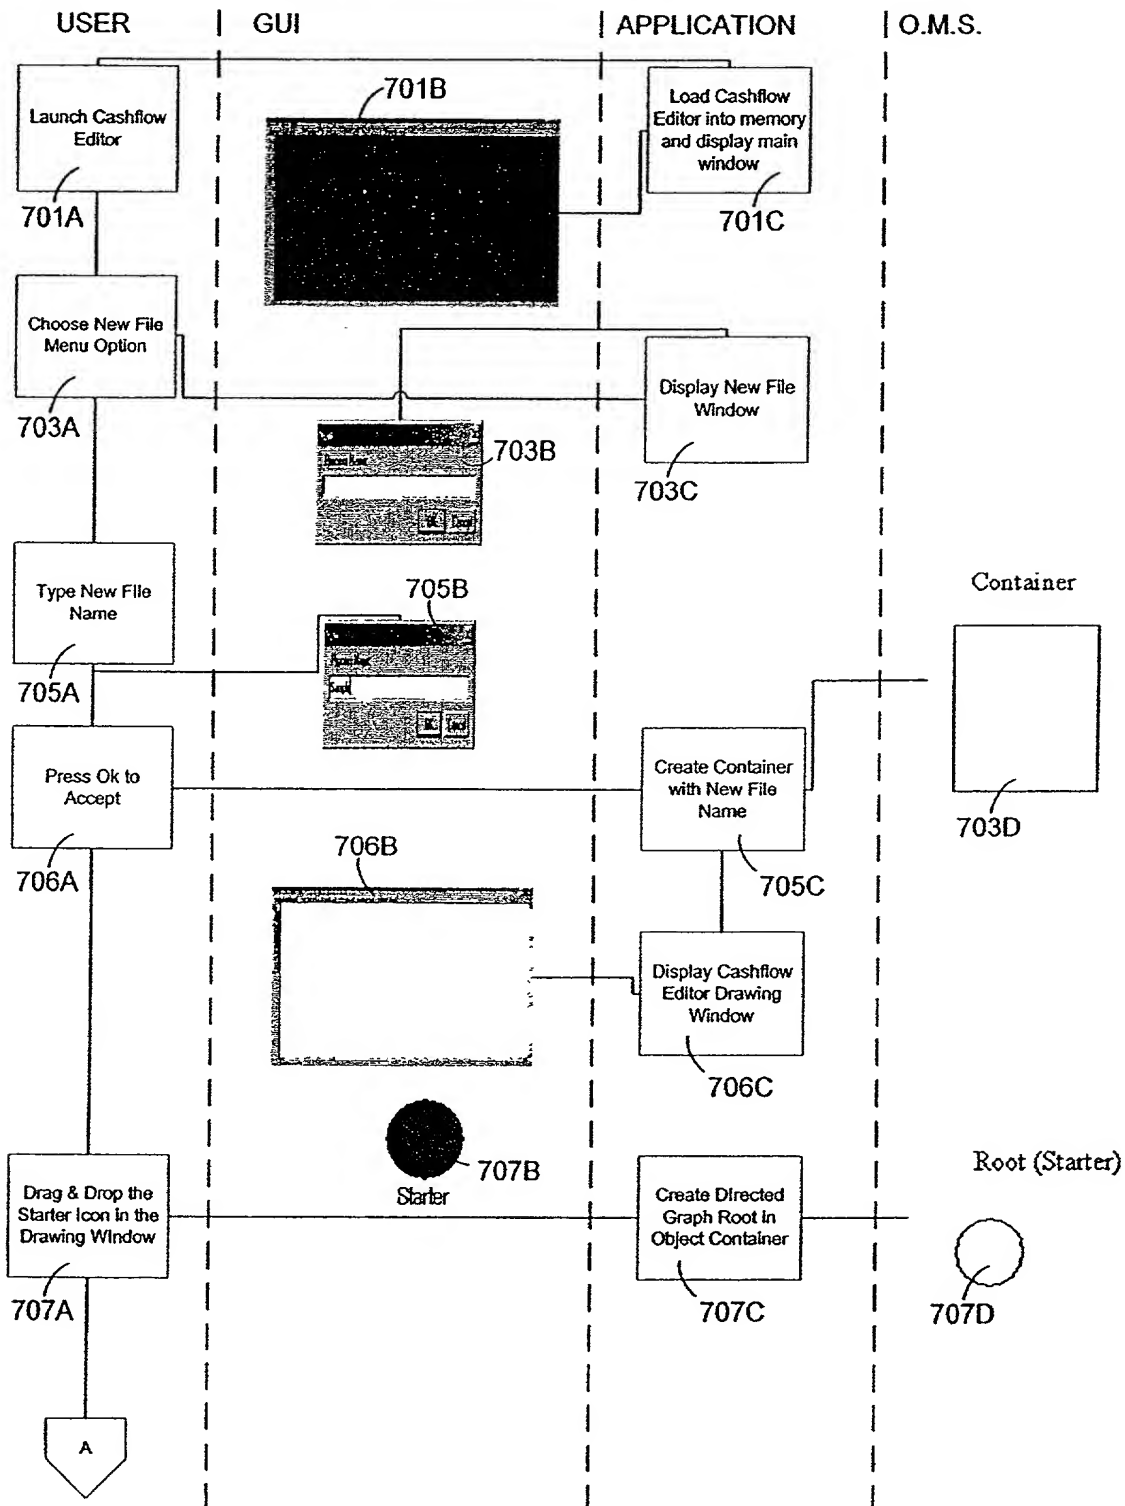 USER
GUI
APPLICATION
O.M.S.
Launch Cashflow
Editor
701A
701B
Load Cashflow
Editor into memory
and display main
window
701C
Choose New File
Menu Option
703A
703B
Display New File
Window
703C
Type New File
Name
705A
705B
Container
703D
Press Ok to
Accept
706A
Create Container
with New File
Name
705C
706B
Display Cashflow
Editor Drawing
Window
706C
707B
Starter
Drag & Drop the
Starter Icon in the
Drawing Window
707A
Create Directed
Graph Root in
Object Container
707C
Root (Starter)
707D
A